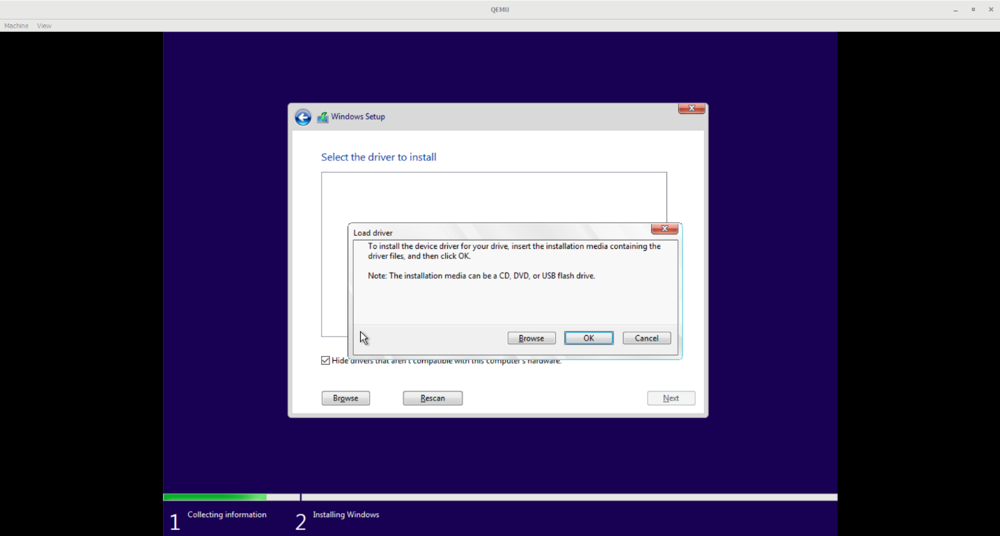 QEMU
Machine View
Windows Setup
Select the driver to install
Load driver
To install the device driver for your drive, insert the installation media containing the
driver files, and then click OK.
Note: The installation media can be a CD, DVD, or USB flash drive.
Browse OK Cancel
Hide drivers that aren't compatible with this computer's hardware.
Browse Rescan Next
1 Collecting information 2 Installing Windows